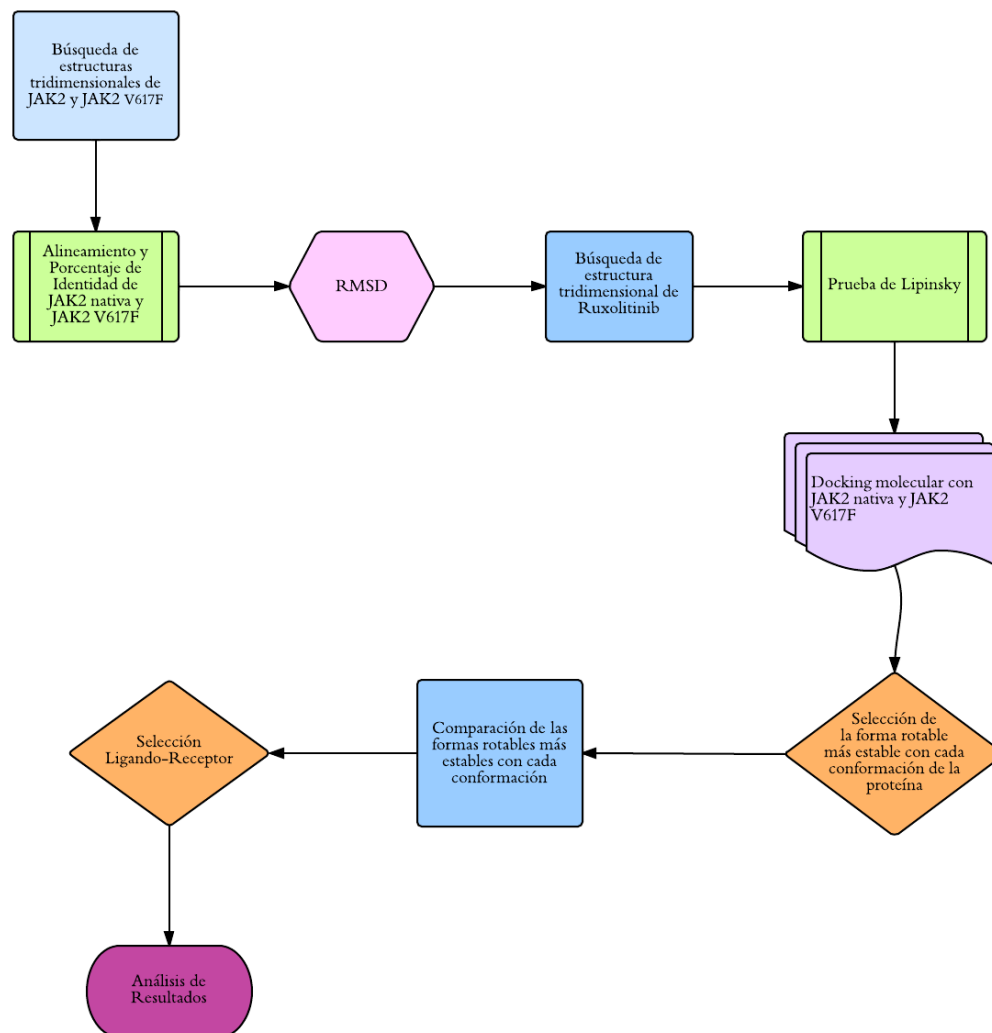 Búsqueda de
estructuras
tridimensionales de
JAK2 y JAK2 V617F
Alineamiento y
Porcentaje de
Identidad de
JAK2 nativa y
JAK2 V617F
RMSD
Búsqueda de
estructura
tridimensional de
Ruxolitinib
Prueba de Lipinsky
Docking molecular con
JAK2 nativa y JAK2
V617F
Selección de
la forma rotable
más estable con cada
conformación de la
proteína
Comparación de las
formas rotables más
estables con cada
conformación
Selección
Ligando-Receptor
Análisis de
Resultados